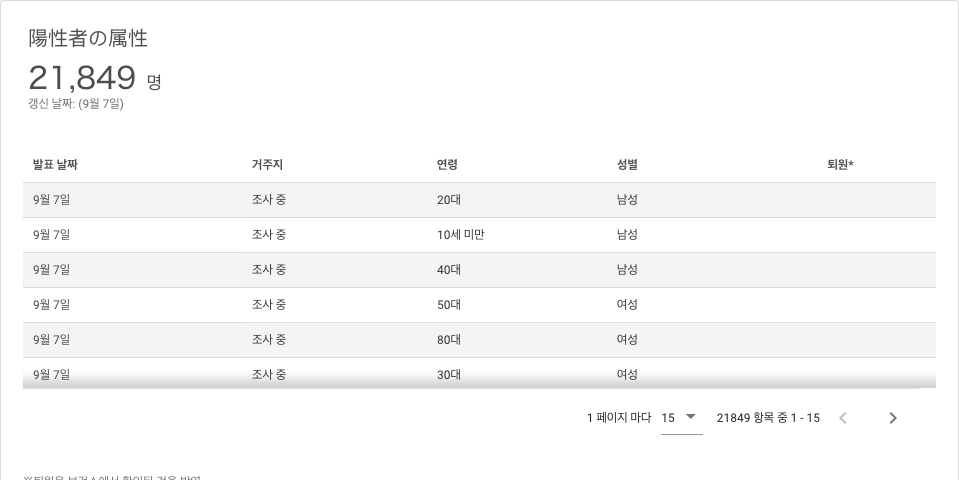 陽性者の属性
21,849 명
갱신 날짜: (9월 7일)
발표 날짜 거주지 연령 성별 퇴원*
9월 7일 조사 중 20대 남성
9월 7일 조사 중 10세 미만 남성
9월 7일 조사 중 40대 남성
9월 7일 조사 중 50대 여성
9월 7일 조사 중 80대 여성
9월 7일 조사 중 30대 여성
1 페이지 마다 15 21849 항목 중 1 - 15